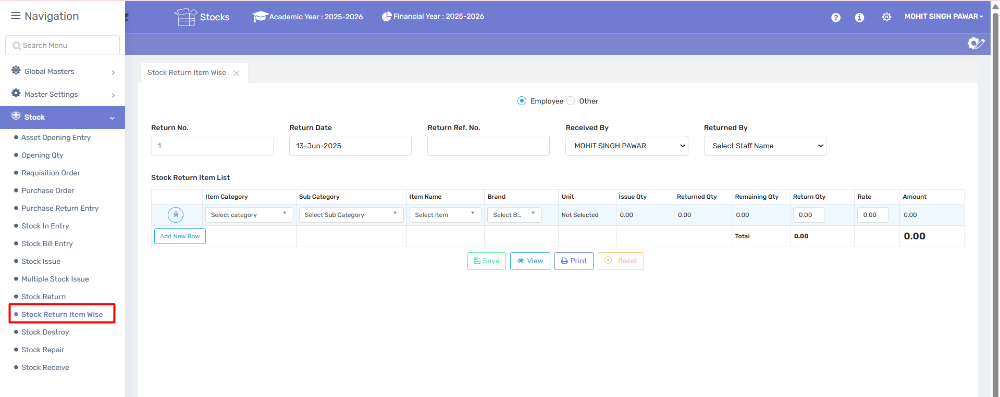 Navigation
Search Menu
Global Masters
Master Settings
Stock
Asset Opening Entry
Opening Qty
Requisition Order
Purchase Order
Purchase Return Entry
Stock In Entry
Stock Bill Entry
Stock Issue
Multiple Stock Issue
Stock Return
Stock Return Item Wise
Stock Destroy
Stock Repair
Stock Receive
Stocks Academic Year : 2025-2026 Financial Year : 2025-2026 MOHIT SINGH PAWAR
Stock Return Item Wise
Employee Other
Return No. Return Date Return Ref. No. Received By Returned By
1 13-Jun-2025 MOHIT SINGH PAWAR Select Staff Name
Stock Return Item List
Item Category Sub Category Item Name Brand Unit Issue Qty Returned Qty Remaining Qty Return Qty Rate Amount
Select category Select Sub Category Select Item Select B... Not Selected 0.00 0.00 0.00 0.00 0.00 0.00
Add New Row Total 0.00 0.00
Save View Print Reset